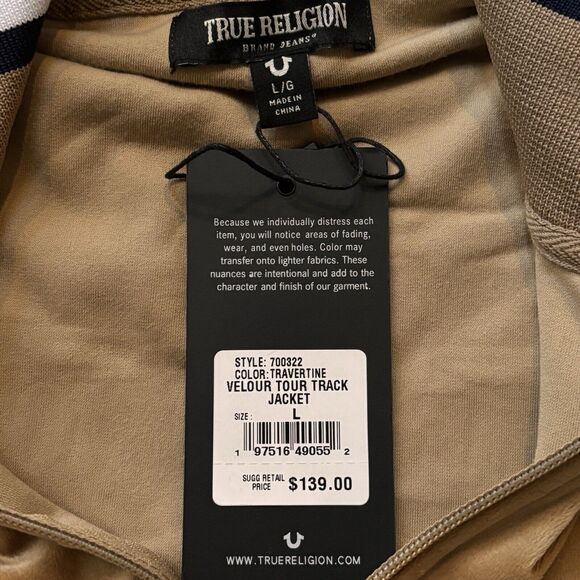 TRUE RELIGION
BRAND JEANS®
L/G
MADE IN
CHINA
Because we individually distress each
item, you will notice areas of fading,
wear, and even holes. Color may
transfer onto lighter fabrics. These
nuances are intentional and add to the
character and finish of our garment.
STYLE: 700322
COLOR: TRAVERTINE
VELOUR TOUR TRACK
JACKET
SIZE: L
1 97516 49055 2
SUGG RETAIL
PRICE $139.00
WWW.TRUERELIGION.COM